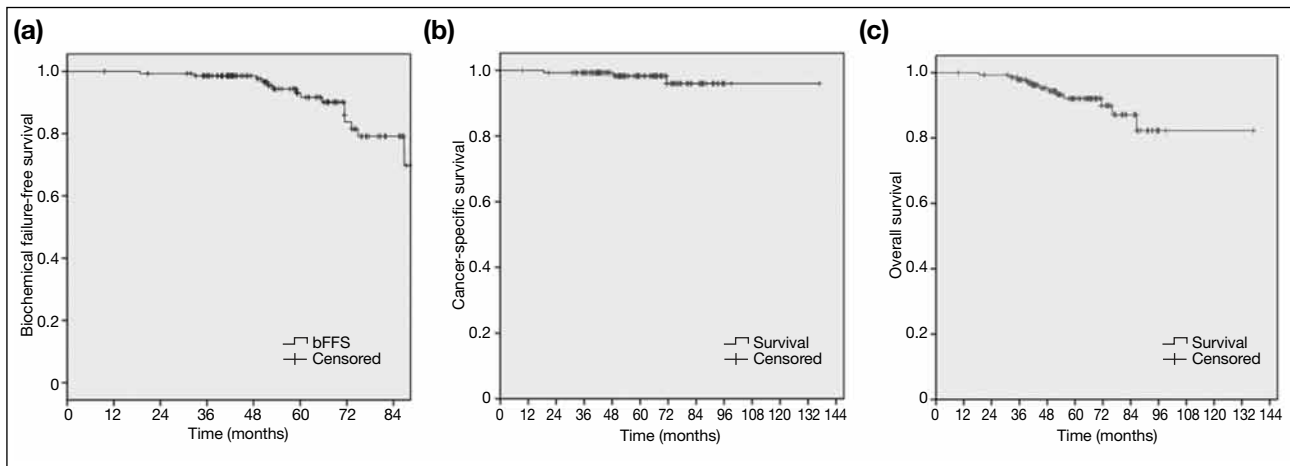 (a)
Biochemical failure-free survival
1.0
0.8
0.6
0.4
0.2
0
bFFS
Censored
0 12 24 36 48 60 72 84
Time (months)
(b)
Cancer-specific survival
1.0
0.8
0.6
0.4
0.2
0
Survival
Censored
0 12 24 36 48 60 72 84 96 108 120 132 144
Time (months)
(c)
Overall survival
1.0
0.8
0.6
0.4
0.2
0
Survival
Censored
0 12 24 36 48 60 72 84 96 108 120 132 144
Time (months)